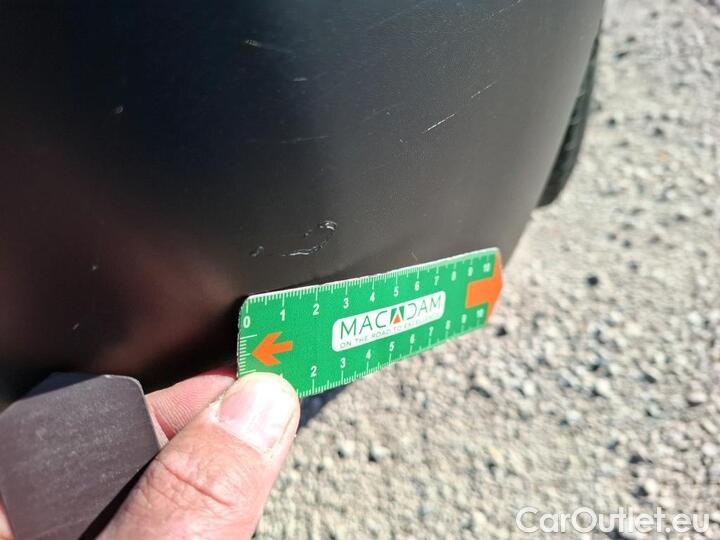 0 1 2 3 4 5 6 7 8 9 10
MACADAM
ON THE ROAD TO EXCELLENCE
2 3 4 5 6 7 8 9 10
CarOutlet.eu